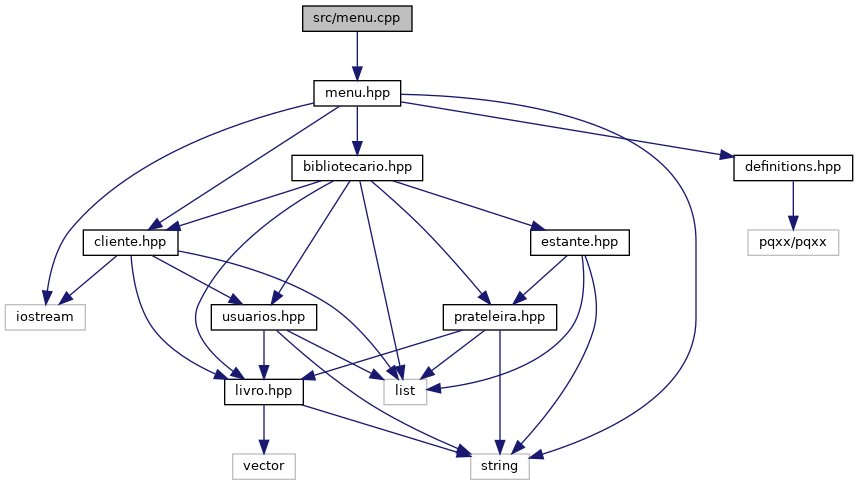 src/menu.cpp
menu.hpp
bibliotecario.hpp
definitions.hpp
cliente.hpp
estante.hpp
pqxx/pqxx
iostream
usuarios.hpp
prateleira.hpp
livro.hpp
list
vector
string